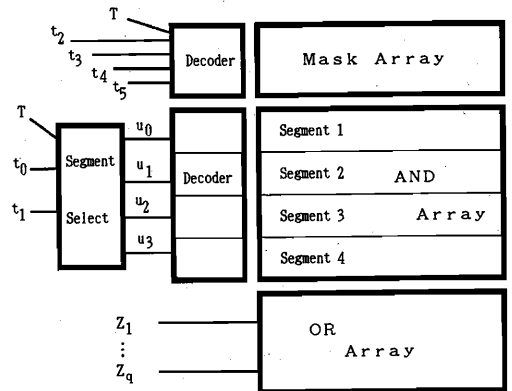 T
t2
t3
t4
t5
Decoder
Mask Array
T
t0
t1
Segment
Select
u0
u1
u2
u3
Decoder
Segment 1
Segment 2
Segment 3
Segment 4
AND
Array
Z1
⋮
Zq
OR
Array